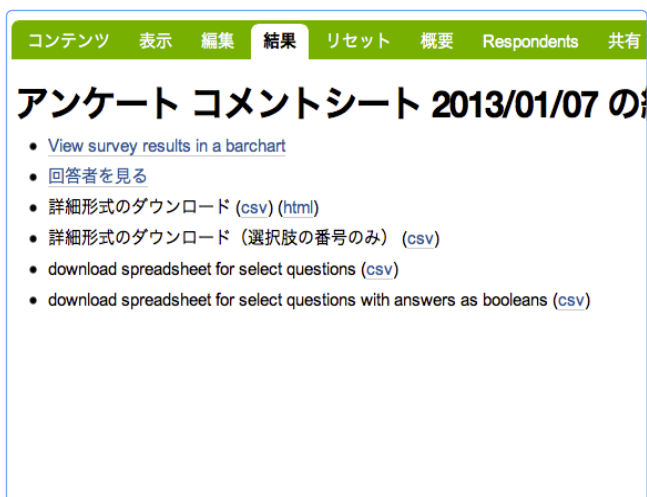 コンテンツ 表示 編集 結果 リセット 概要 Respondents 共有
アンケート コメントシート 2013/01/07 の
View survey results in a barchart
回答者を見る
詳細形式のダウンロード (csv) (html)
詳細形式のダウンロード（選択肢の番号のみ） (csv)
download spreadsheet for select questions (csv)
download spreadsheet for select questions with answers as booleans (csv)